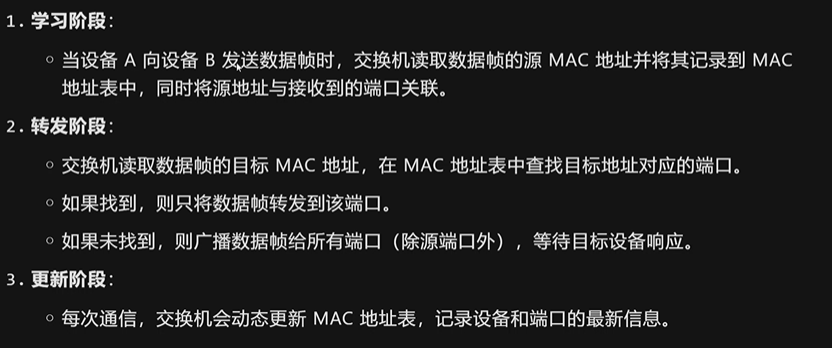 1. 学习阶段：
当设备 A 向设备 B 发送数据帧时，交换机读取数据帧的源 MAC 地址并将其记录到 MAC
地址表中，同时将源地址与接收到的端口关联。
2. 转发阶段：
交换机读取数据帧的目标 MAC 地址，在 MAC 地址表中查找目标地址对应的端口。
如果找到，则只将数据帧转发到该端口。
如果未找到，则广播数据帧给所有端口（除源端口外），等待目标设备响应。
3. 更新阶段：
每次通信，交换机会动态更新 MAC 地址表，记录设备和端口的最新信息。